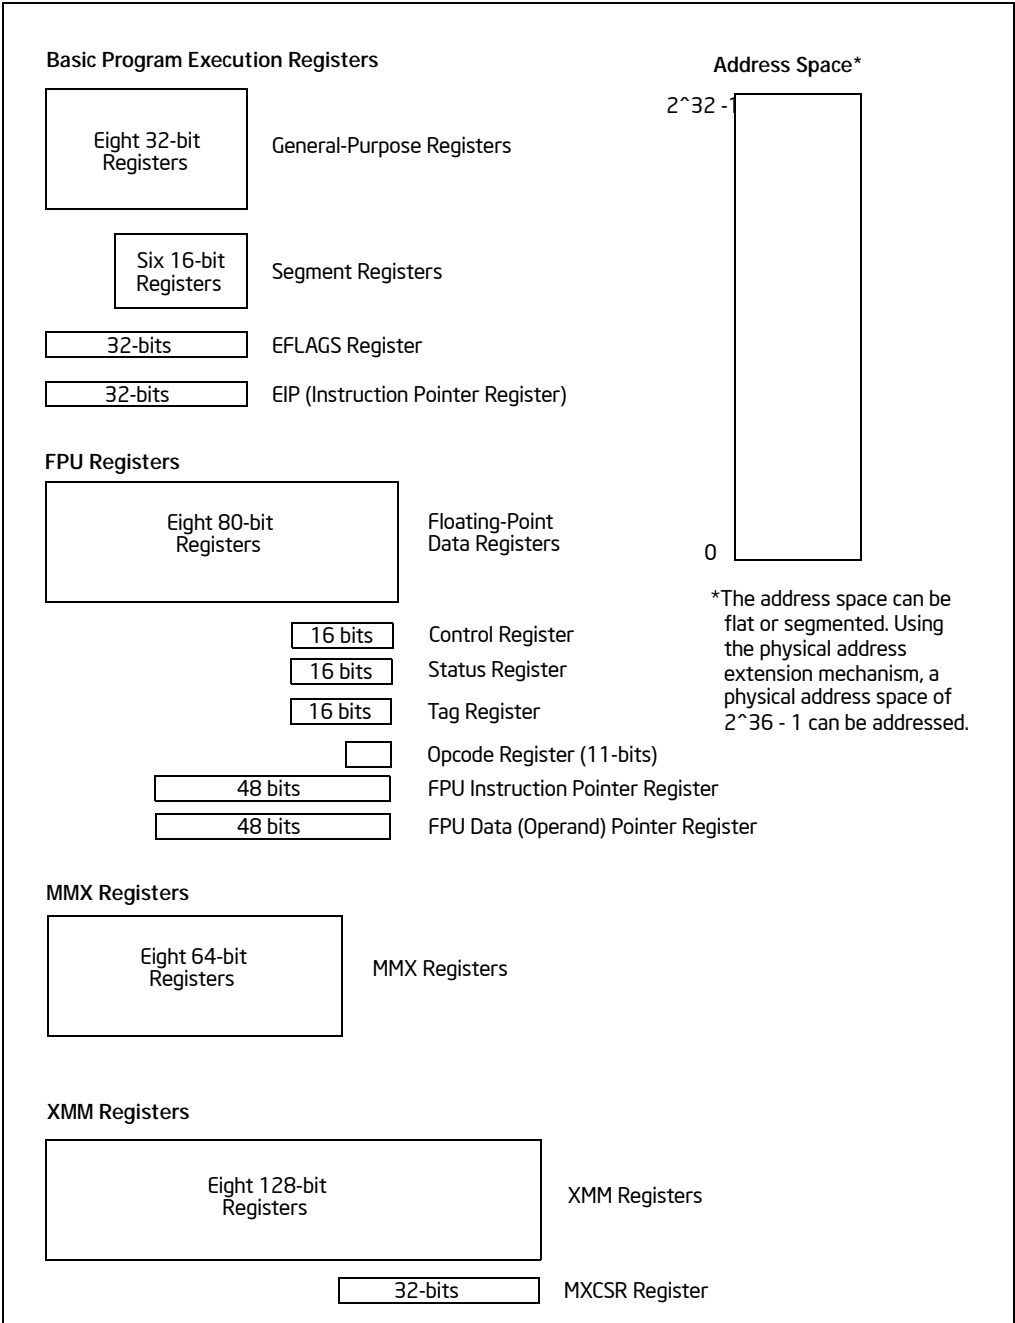 Basic Program Execution Registers
Address Space*
2^32 -1
Eight 32-bit
Registers
General-Purpose Registers
Six 16-bit
Registers
Segment Registers
32-bits
EFLAGS Register
32-bits
EIP (Instruction Pointer Register)
FPU Registers
Eight 80-bit
Registers
Floating-Point
Data Registers
0
*The address space can be
flat or segmented. Using
the physical address
extension mechanism, a
physical address space of
2^36 - 1 can be addressed.
16 bits
Control Register
16 bits
Status Register
16 bits
Tag Register
Opcode Register (11-bits)
48 bits
FPU Instruction Pointer Register
48 bits
FPU Data (Operand) Pointer Register
MMX Registers
Eight 64-bit
Registers
MMX Registers
XMM Registers
Eight 128-bit
Registers
XMM Registers
32-bits
MXCSR Register